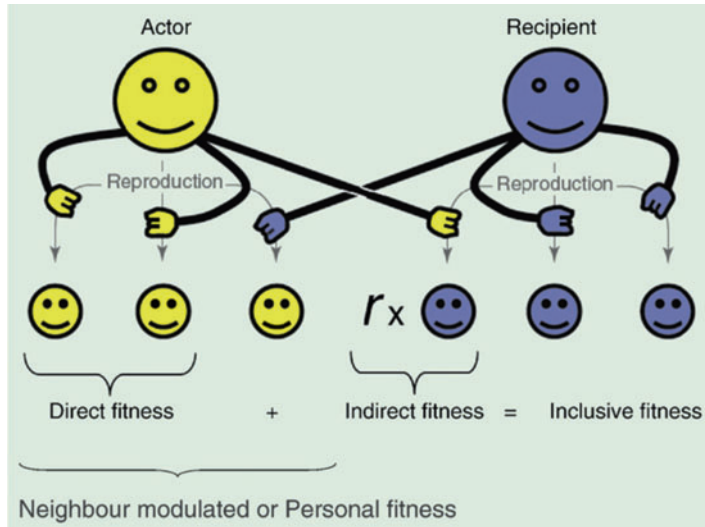 Actor Recipient
Reproduction Reproduction
r x
Direct fitness + Indirect fitness = Inclusive fitness
Neighbour modulated or Personal fitness